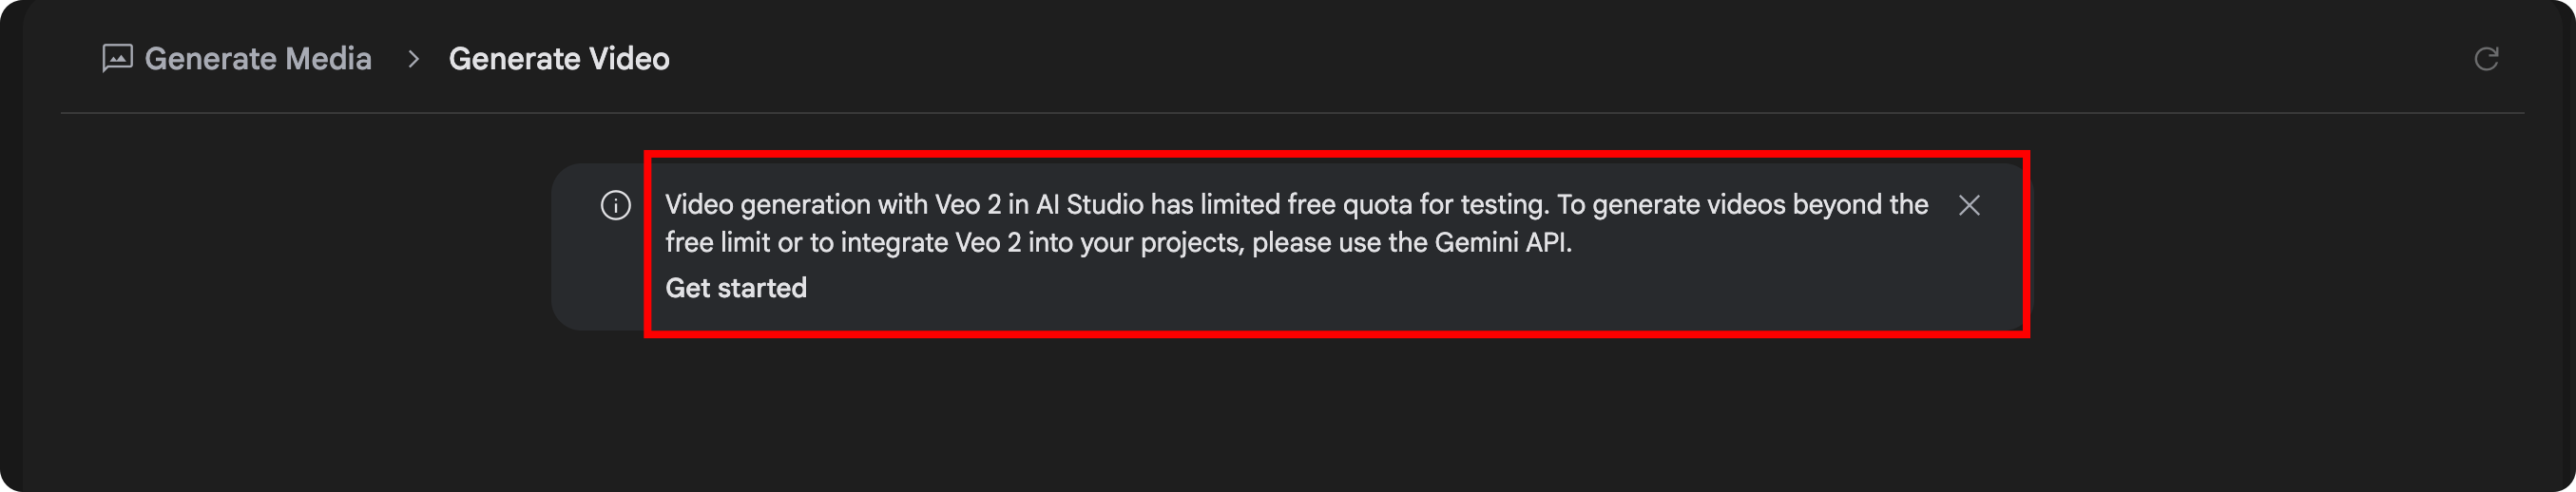 Generate Media > Generate Video
Video generation with Veo 2 in AI Studio has limited free quota for testing. To generate videos beyond the
free limit or to integrate Veo 2 into your projects, please use the Gemini API.
Get started